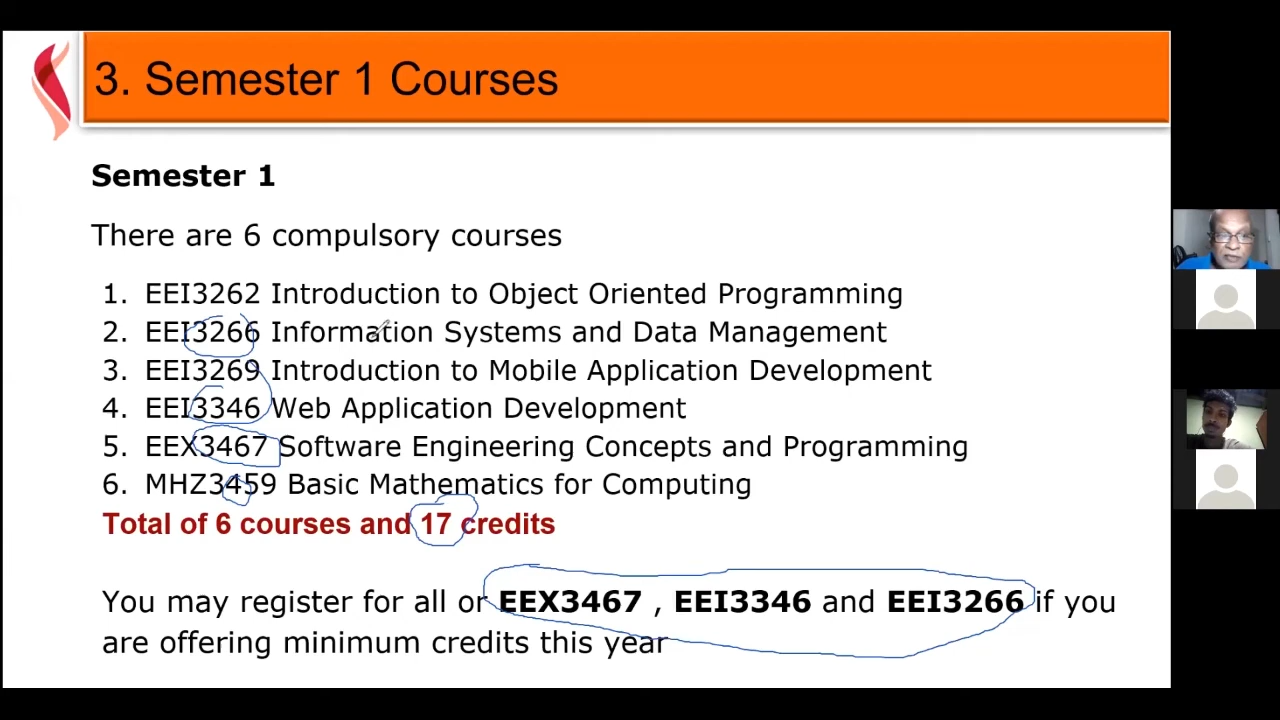 3. Semester 1 Courses
Semester 1
There are 6 compulsory courses
1. EEI3262 Introduction to Object Oriented Programming
2. EEI3266 Information Systems and Data Management
3. EEI3269 Introduction to Mobile Application Development
4. EEI3346 Web Application Development
5. EEX3467 Software Engineering Concepts and Programming
6. MHZ3459 Basic Mathematics for Computing
Total of 6 courses and 17 credits
You may register for all or EEX3467 , EEI3346 and EEI3266 if you
are offering minimum credits this year